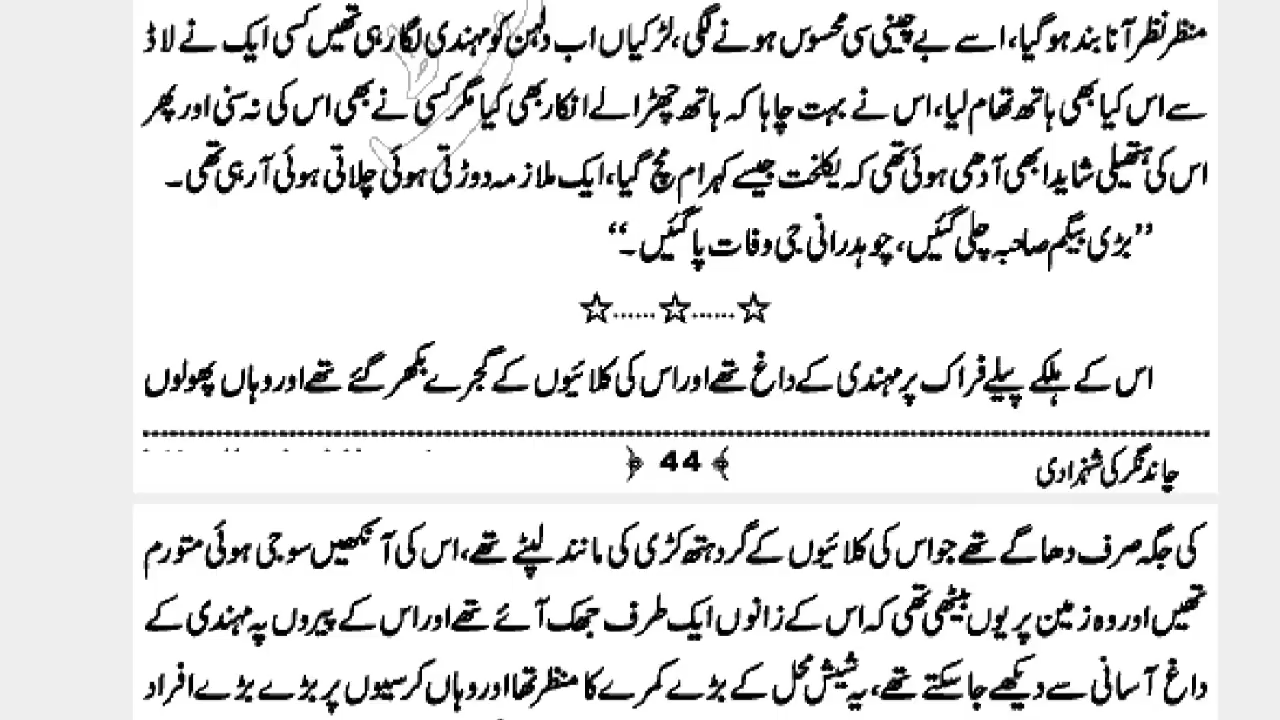 منظر نظر آنا بند ہو گیا، اسے بے چینی سی محسوس ہونے لگی، لڑکیاں اب دلہن کو مہندی لگا رہی تھیں کسی ایک نے لاڈ
سے اس کیا بھی ہاتھ تھام لیا، اس نے بہت چاہا کہ ہاتھ چھڑا لے انکار بھی کیا مگر کسی نے بھی اس کی نہ سنی اور پھر
اس کی ہتھیلی شاید ابھی آدھی ہوئی تھی کہ یکلخت جیسے کہرام مچ گیا، ایک ملازمہ دوڑتی ہوئی چلاتی ہوئی آ رہی تھی۔
”بڑی بیگم صاحبہ چلی گئیں، چوہدرانی جی وفات پا گئیں۔“
☆......☆......☆
اس کے ہلکے پیلے فراک پر مہندی کے داغ تھے اور اس کی کلائیوں کے گجرے بکھر گئے تھے اور وہاں پھولوں
چاند نگر کی شہزادی ﴾ 44 ﴿
کی جگہ صرف دھاگے تھے جو اس کی کلائیوں کے گرد ہتھ کڑی کی مانند لپٹے تھے، اس کی آنکھیں سوجی ہوئی متورم
تھیں اور وہ زمین پر یوں بیٹھی تھی کہ اس کے زانوں ایک طرف جھک آئے تھے اور اس کے پیروں پہ مہندی کے
داغ آسانی سے دیکھے جا سکتے تھے، یہ شیش محل کے بڑے کمرے کا منظر تھا اور وہاں کرسیوں پر بڑے بڑے افراد